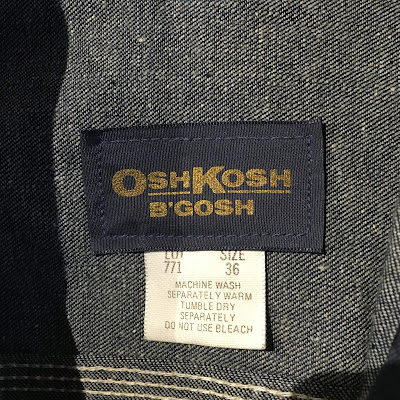 OSHKOSH
B'GOSH
LOT SIZE
771 36
MACHINE WASH
SEPARATELY WARM
TUMBLE DRY
SEPARATELY
DO NOT USE BLEACH